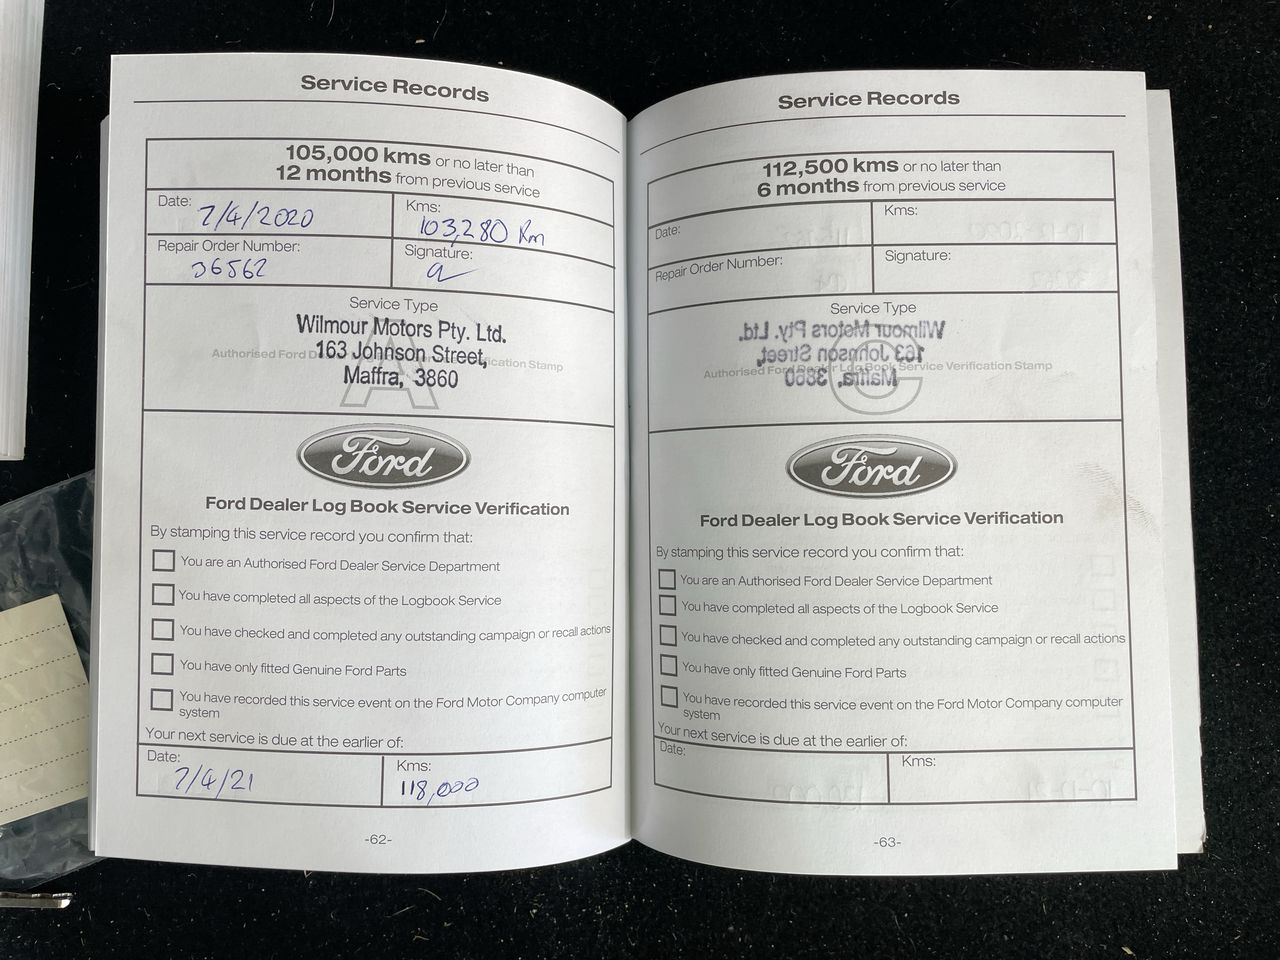 Service Records
105,000 kms or no later than
12 months from previous service
Date:
7/4/2020
Kms:
103,280 Km
Repair Order Number:
36562
Signature:
Service Type
Wilmour Motors Pty. Ltd.
163 Johnson Street,
Maffra, 3860
Authorised Ford
Verification Stamp
A
Ford
Ford Dealer Log Book Service Verification
By stamping this service record you confirm that:
You are an Authorised Ford Dealer Service Department
You have completed all aspects of the Logbook Service
You have checked and completed any outstanding campaign or recall actions
You have only fitted Genuine Ford Parts
You have recorded this service event on the Ford Motor Company computer
system
Your next service is due at the earlier of:
Date:
7/4/21
Kms:
118,000
-62-
Service Records
112,500 kms or no later than
6 months from previous service
Date:
Kms:
Repair Order Number:
Signature:
Service Type
Wilmour Motors Pty. Ltd.
163 Johnson Street,
Maffra, 3860
Authorised Ford Dealer Log Book Service Verification Stamp
C
Ford
Ford Dealer Log Book Service Verification
By stamping this service record you confirm that:
You are an Authorised Ford Dealer Service Department
You have completed all aspects of the Logbook Service
You have checked and completed any outstanding campaign or recall actions
You have only fitted Genuine Ford Parts
You have recorded this service event on the Ford Motor Company computer
system
Your next service is due at the earlier of:
Date:
Kms:
-63-